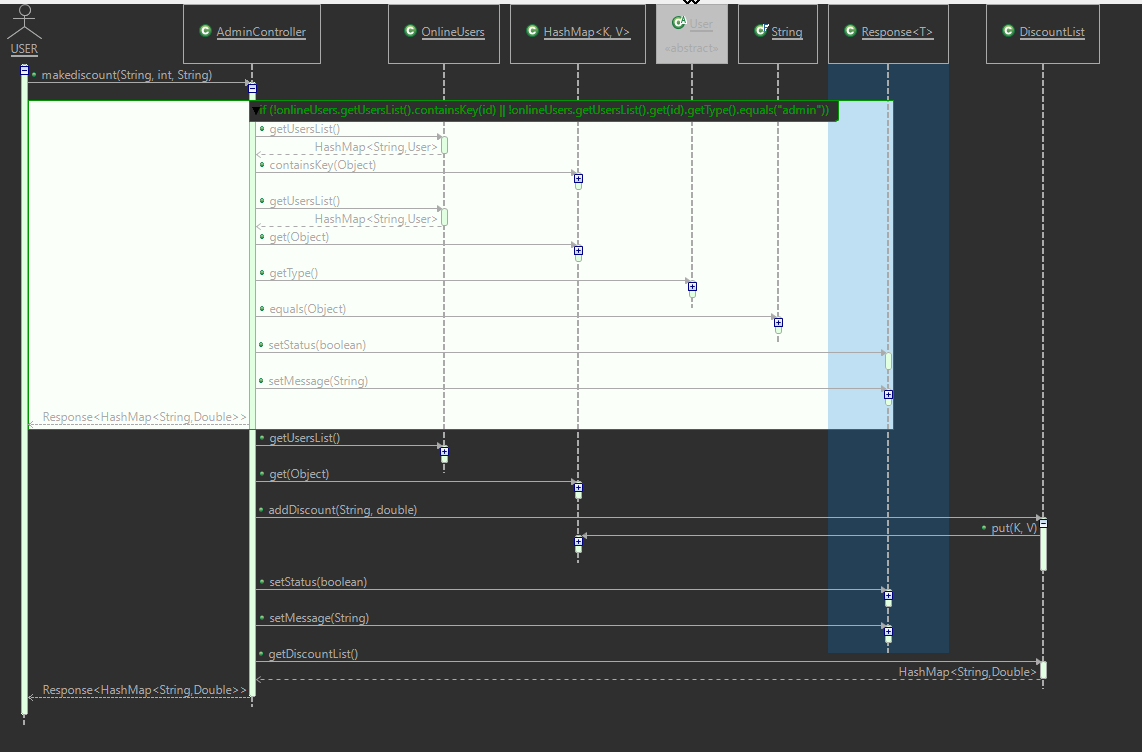 USER
AdminController
OnlineUsers
HashMap<K, V>
User
«abstract»
String
Response<T>
DiscountList
makediscount(String, int, String)
if (!onlineUsers.getUsersList().containsKey(id) || !onlineUsers.getUsersList().get(id).getType().equals("admin"))
getUsersList()
HashMap<String,User>
containsKey(Object)
getUsersList()
HashMap<String,User>
get(Object)
getType()
equals(Object)
setStatus(boolean)
setMessage(String)
Response<HashMap<String,Double>>
getUsersList()
get(Object)
addDiscount(String, double)
put(K, V)
setStatus(boolean)
setMessage(String)
getDiscountList()
HashMap<String,Double>
Response<HashMap<String,Double>>